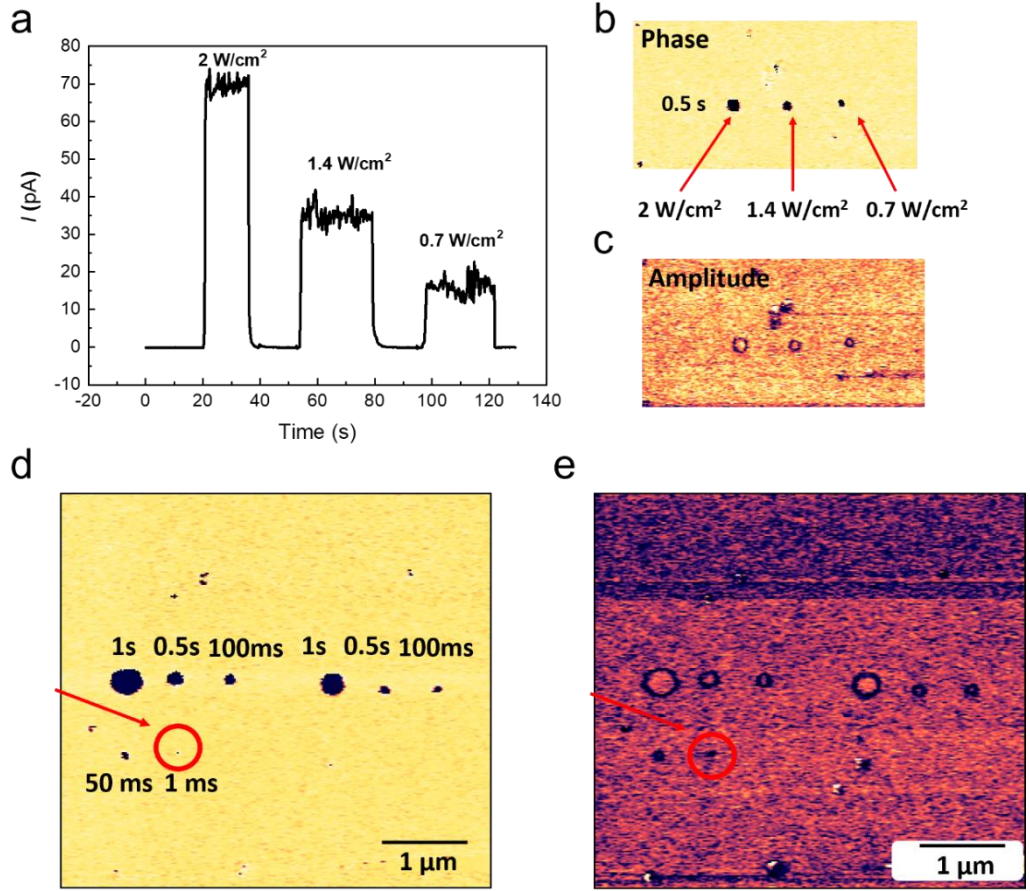 a
80
70
60
50
40
30
20
10
0
-10
I (pA)
2 W/cm²
1.4 W/cm²
0.7 W/cm²
-20 0 20 40 60 80 100 120 140
Time (s)
b
Phase
0.5 s
2 W/cm² 1.4 W/cm² 0.7 W/cm²
c
Amplitude
d
1s 0.5s 100ms 1s 0.5s 100ms
50 ms 1 ms
1 μm
e
1 μm